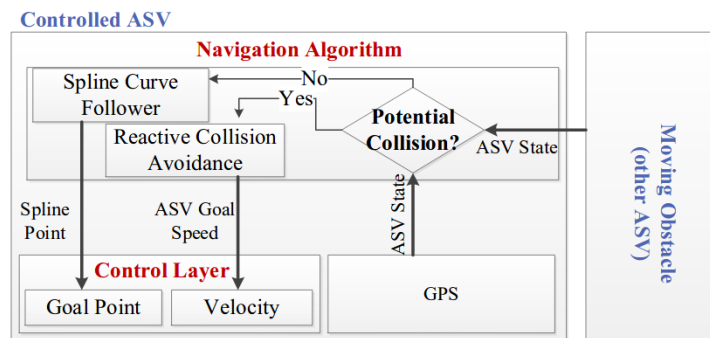 Controlled ASV
Navigation Algorithm
Spline Curve
Follower
No
Yes
Reactive Collision
Avoidance
Potential
Collision?
ASV State
Moving Obstacle
(other ASV)
Spline
Point
ASV Goal
Speed
ASV State
Control Layer
Goal Point
Velocity
GPS